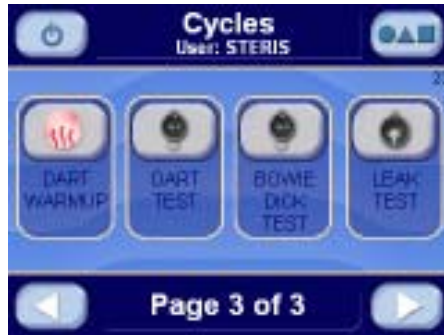 Cycles
User: STERIS
2
DART
WARMUP
DART
TEST
BOWIE
DICK
TEST
LEAK
TEST
Page 3 of 3